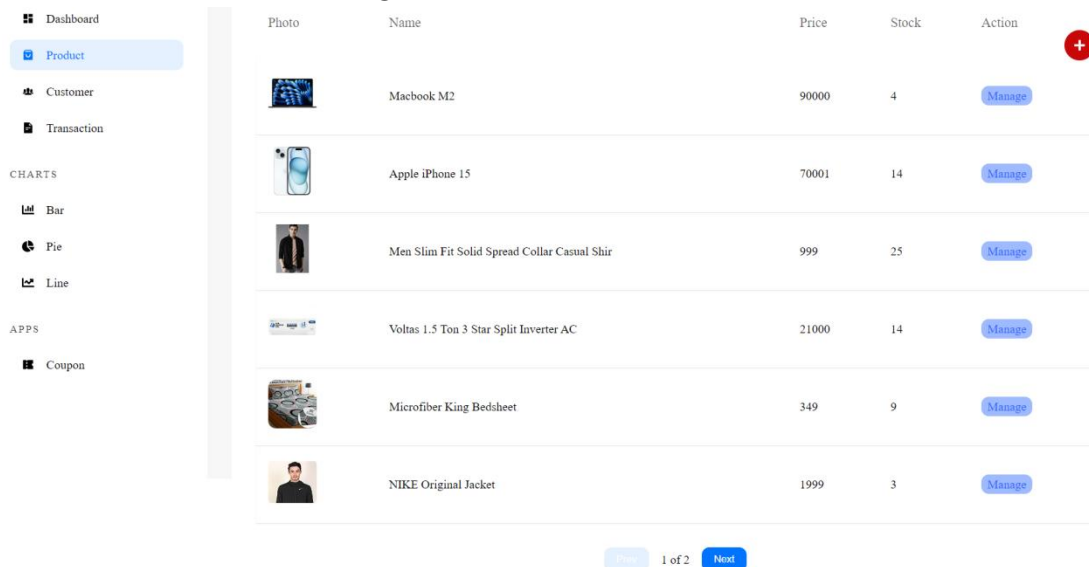 Dashboard
Product
Customer
Transaction
CHARTS
Bar
Pie
Line
APPS
Coupon
Photo Name Price Stock Action
+
Macbook M2 90000 4 Manage
Apple iPhone 15 70001 14 Manage
Men Slim Fit Solid Spread Collar Casual Shir 999 25 Manage
Voltas 1.5 Ton 3 Star Split Inverter AC 21000 14 Manage
Microfiber King Bedsheet 349 9 Manage
NIKE Original Jacket 1999 3 Manage
Prev 1 of 2 Next